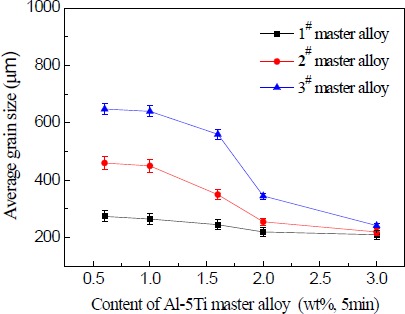 1000
800
600
400
200
Average grain size (μm)
1# master alloy
2# master alloy
3# master alloy
0.5 1.0 1.5 2.0 2.5 3.0
Content of Al-5Ti master alloy (wt%, 5min)